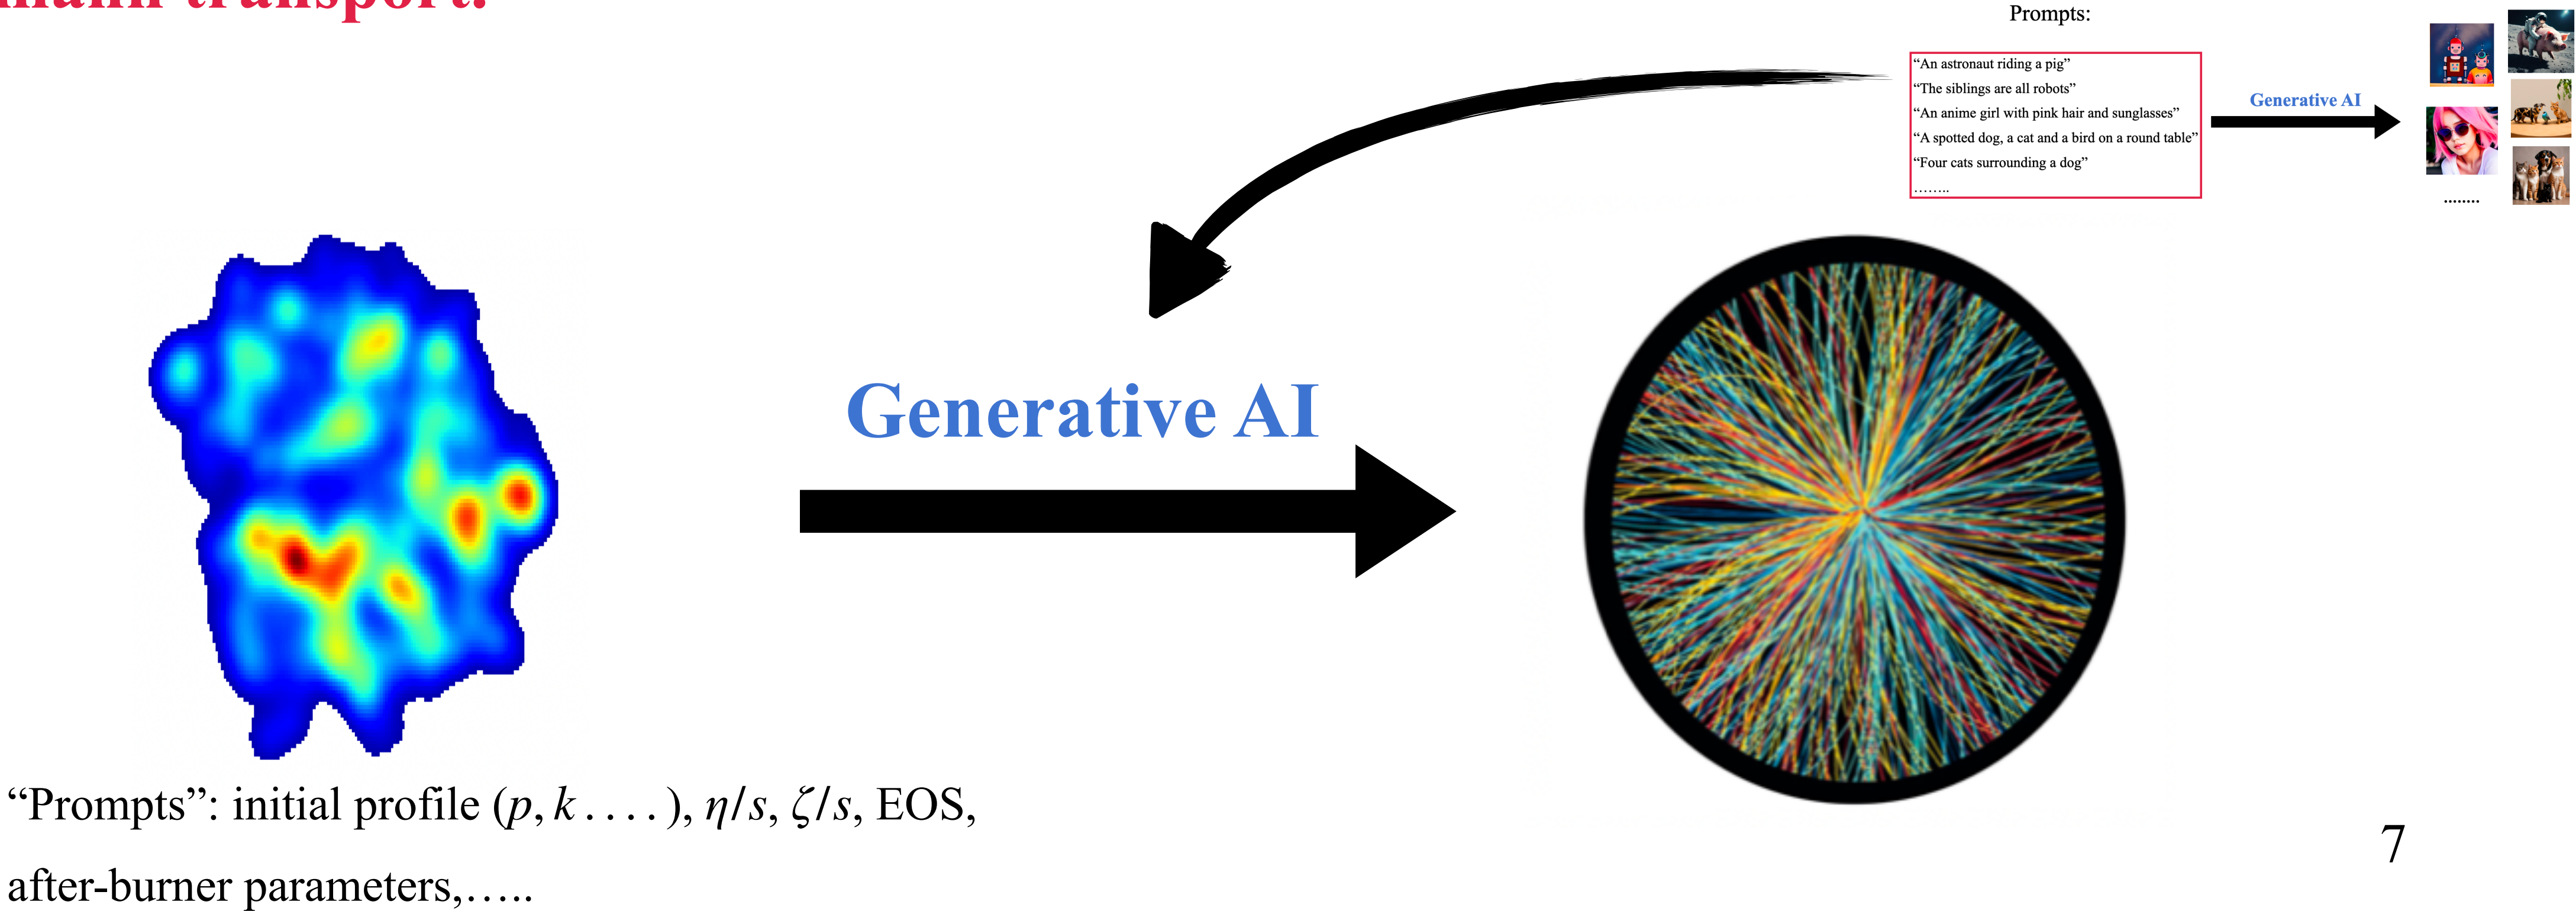 transport.
Prompts:
“An astronaut riding a pig”
“The siblings are all robots”
“An anime girl with pink hair and sunglasses”
“A spotted dog, a cat and a bird on a round table”
“Four cats surrounding a dog”
……..
Generative AI
........
Generative AI
“Prompts”: initial profile (p, k . . . . ), η/s, ζ/s, EOS,
after-burner parameters,…..
7